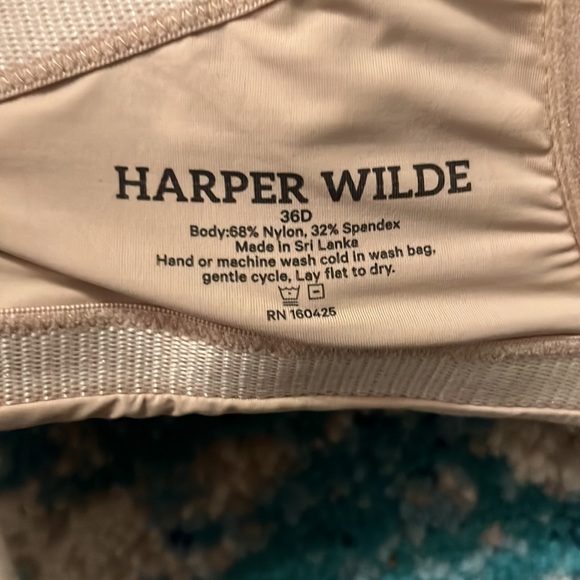 HARPER WILDE
36D
Body:68% Nylon, 32% Spandex
Made in Sri Lanka
Hand or machine wash cold in wash bag,
gentle cycle, Lay flat to dry.
RN 160425